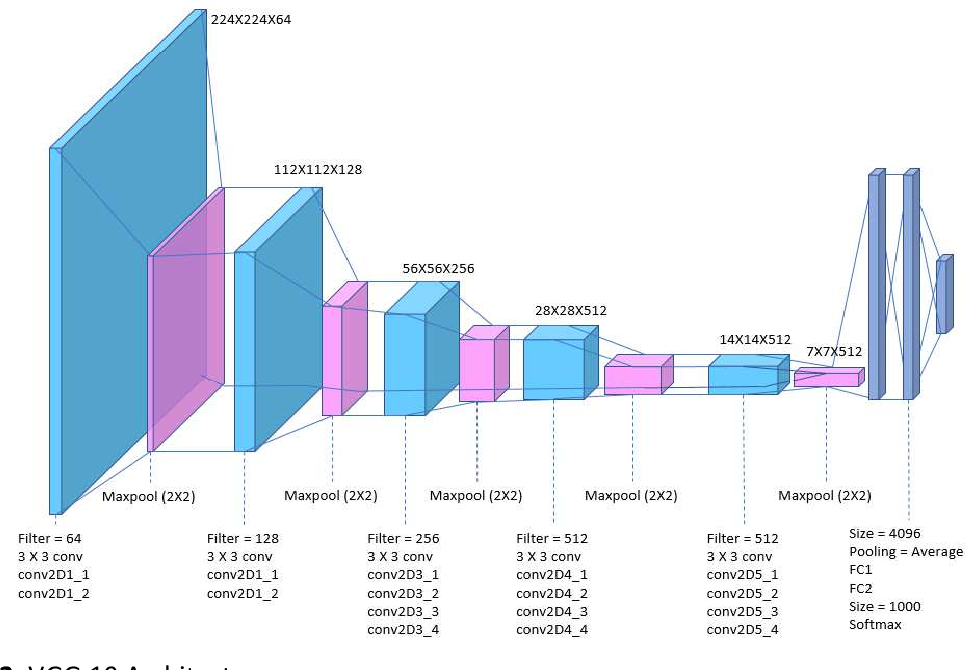 224X224X64
112X112X128
56X56X256
28X28X512
14X14X512
7X7X512
Maxpool (2X2)
Maxpool (2X2)
Maxpool (2X2)
Maxpool (2X2)
Maxpool (2X2)
Filter = 64
3 X 3 conv
conv2D1_1
conv2D1_2
Filter = 128
3 X 3 conv
conv2D1_1
conv2D1_2
Filter = 256
3 X 3 conv
conv2D3_1
conv2D3_2
conv2D3_3
conv2D3_4
Filter = 512
3 X 3 conv
conv2D4_1
conv2D4_2
conv2D4_3
conv2D4_4
Filter = 512
3 X 3 conv
conv2D5_1
conv2D5_2
conv2D5_3
conv2D5_4
Size = 4096
Pooling = Average
FC1
FC2
Size = 1000
Softmax